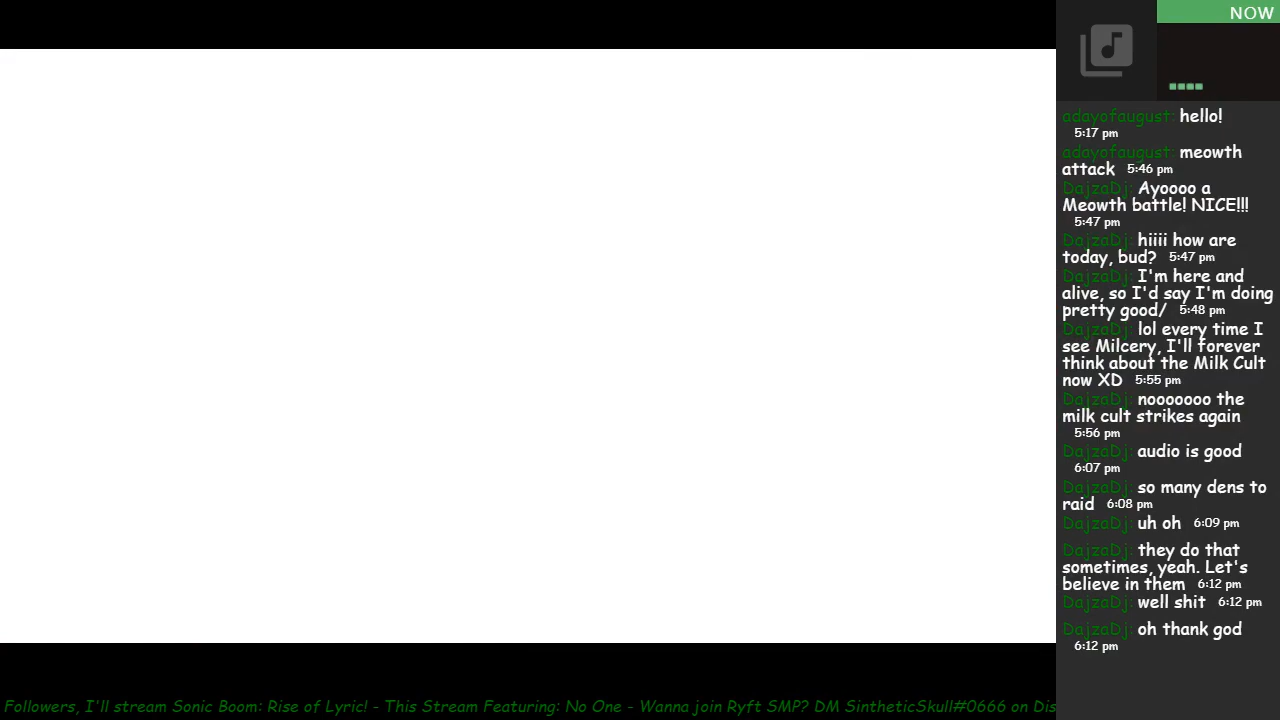 NOW
adayofaugust: hello!
5:17 pm
adayofaugust: meowth
attack 5:46 pm
DajzaDj: Ayoooo a
Meowth battle! NICE!!!
5:47 pm
DajzaDj: hiiii how are
today, bud? 5:47 pm
DajzaDj: I'm here and
alive, so I'd say I'm doing
pretty good/ 5:48 pm
DajzaDj: lol every time I
see Milcery, I'll forever
think about the Milk Cult
now XD 5:55 pm
DajzaDj: nooooooo the
milk cult strikes again
5:56 pm
DajzaDj: audio is good
6:07 pm
DajzaDj: so many dens to
raid 6:08 pm
DajzaDj: uh oh 6:09 pm
DajzaDj: they do that
sometimes, yeah. Let's
believe in them 6:12 pm
DajzaDj: well shit 6:12 pm
DajzaDj: oh thank god
6:12 pm
Followers, I'll stream Sonic Boom: Rise of Lyric! - This Stream Featuring: No One - Wanna join Ryft SMP? DM SintheticSkull#0666 on Dis